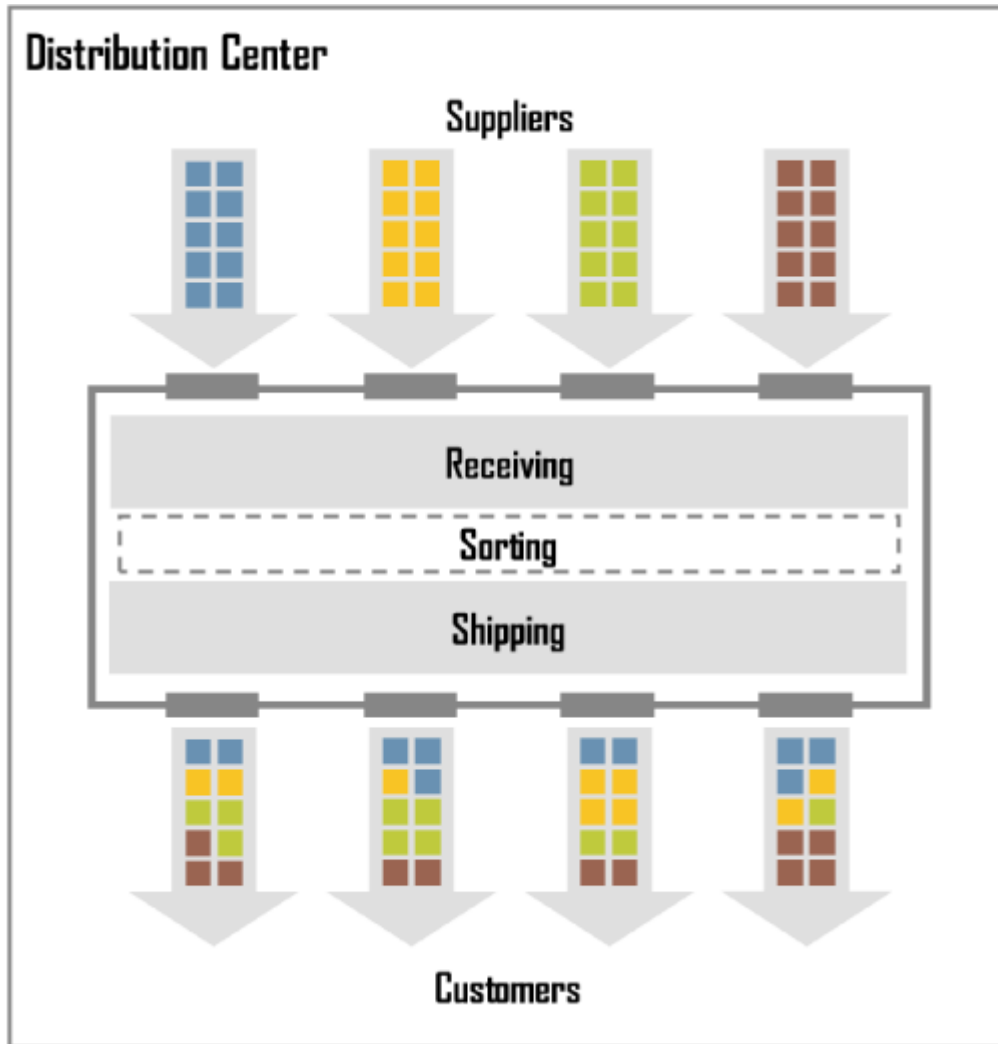 Distribution Center
Suppliers
Receiving
Sorting
Shipping
Customers